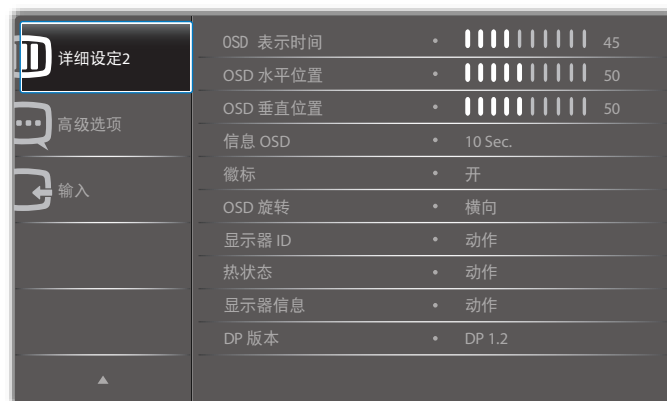 详细设定2
高级选项
输入
OSD 表示时间 • 45
OSD 水平位置 • 50
OSD 垂直位置 • 50
信息 OSD • 10 Sec.
徽标 • 开
OSD 旋转 • 横向
显示器 ID • 动作
热状态 • 动作
显示器信息 • 动作
DP 版本 • DP 1.2